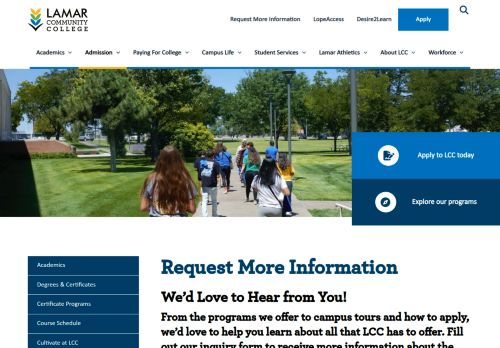 LAMAR
COMMUNITY
COLLEGE
Request More Information LopeAccess Desire2Learn Apply
Academics Admission Paying For College Campus Life Student Services Lamar Athletics About LCC Workforce
Apply to LCC today
Explore our programs
Academics
Degrees & Certificates
Certificate Programs
Course Schedule
Cultivate at LCC
Request More Information
We'd Love to Hear from You!
From the programs we offer to campus tours and how to apply,
we'd love to help you learn about all that LCC has to offer. Fill
out our inquiry form to receive more information about the